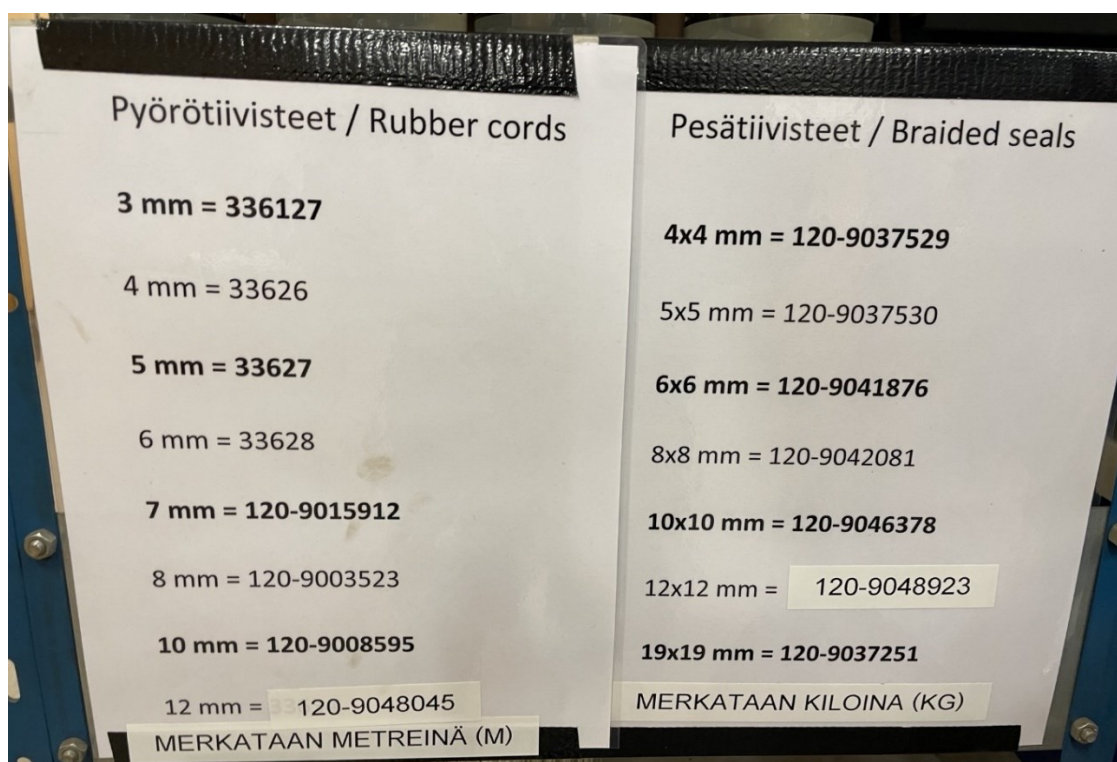 Pyörötiivisteet / Rubber cords
3 mm = 336127
4 mm = 33626
5 mm = 33627
6 mm = 33628
7 mm = 120-9015912
8 mm = 120-9003523
10 mm = 120-9008595
12 mm = 120-9048045
MERKATAAN METREINÄ (M)
Pesätiivisteet / Braided seals
4x4 mm = 120-9037529
5x5 mm = 120-9037530
6x6 mm = 120-9041876
8x8 mm = 120-9042081
10x10 mm = 120-9046378
12x12 mm = 120-9048923
19x19 mm = 120-9037251
MERKATAAN KILOINA (KG)